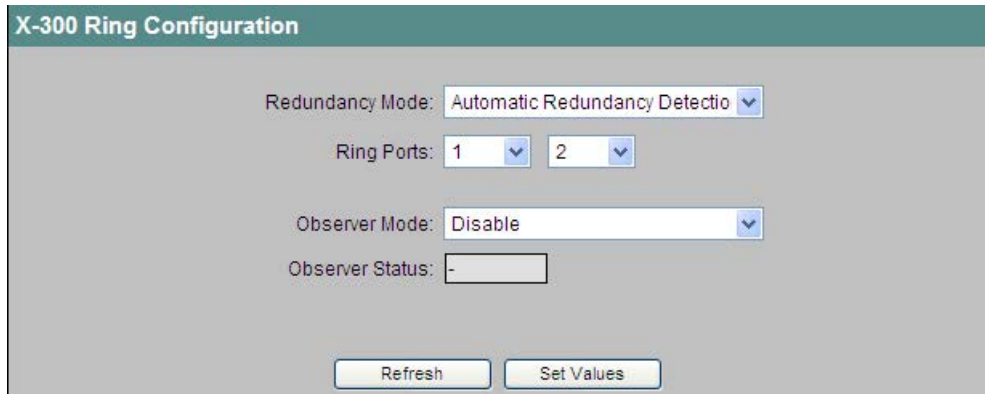 X-300 Ring Configuration
Redundancy Mode: Automatic Redundancy Detectio
Ring Ports: 1 2
Observer Mode: Disable
Observer Status: -
Refresh Set Values